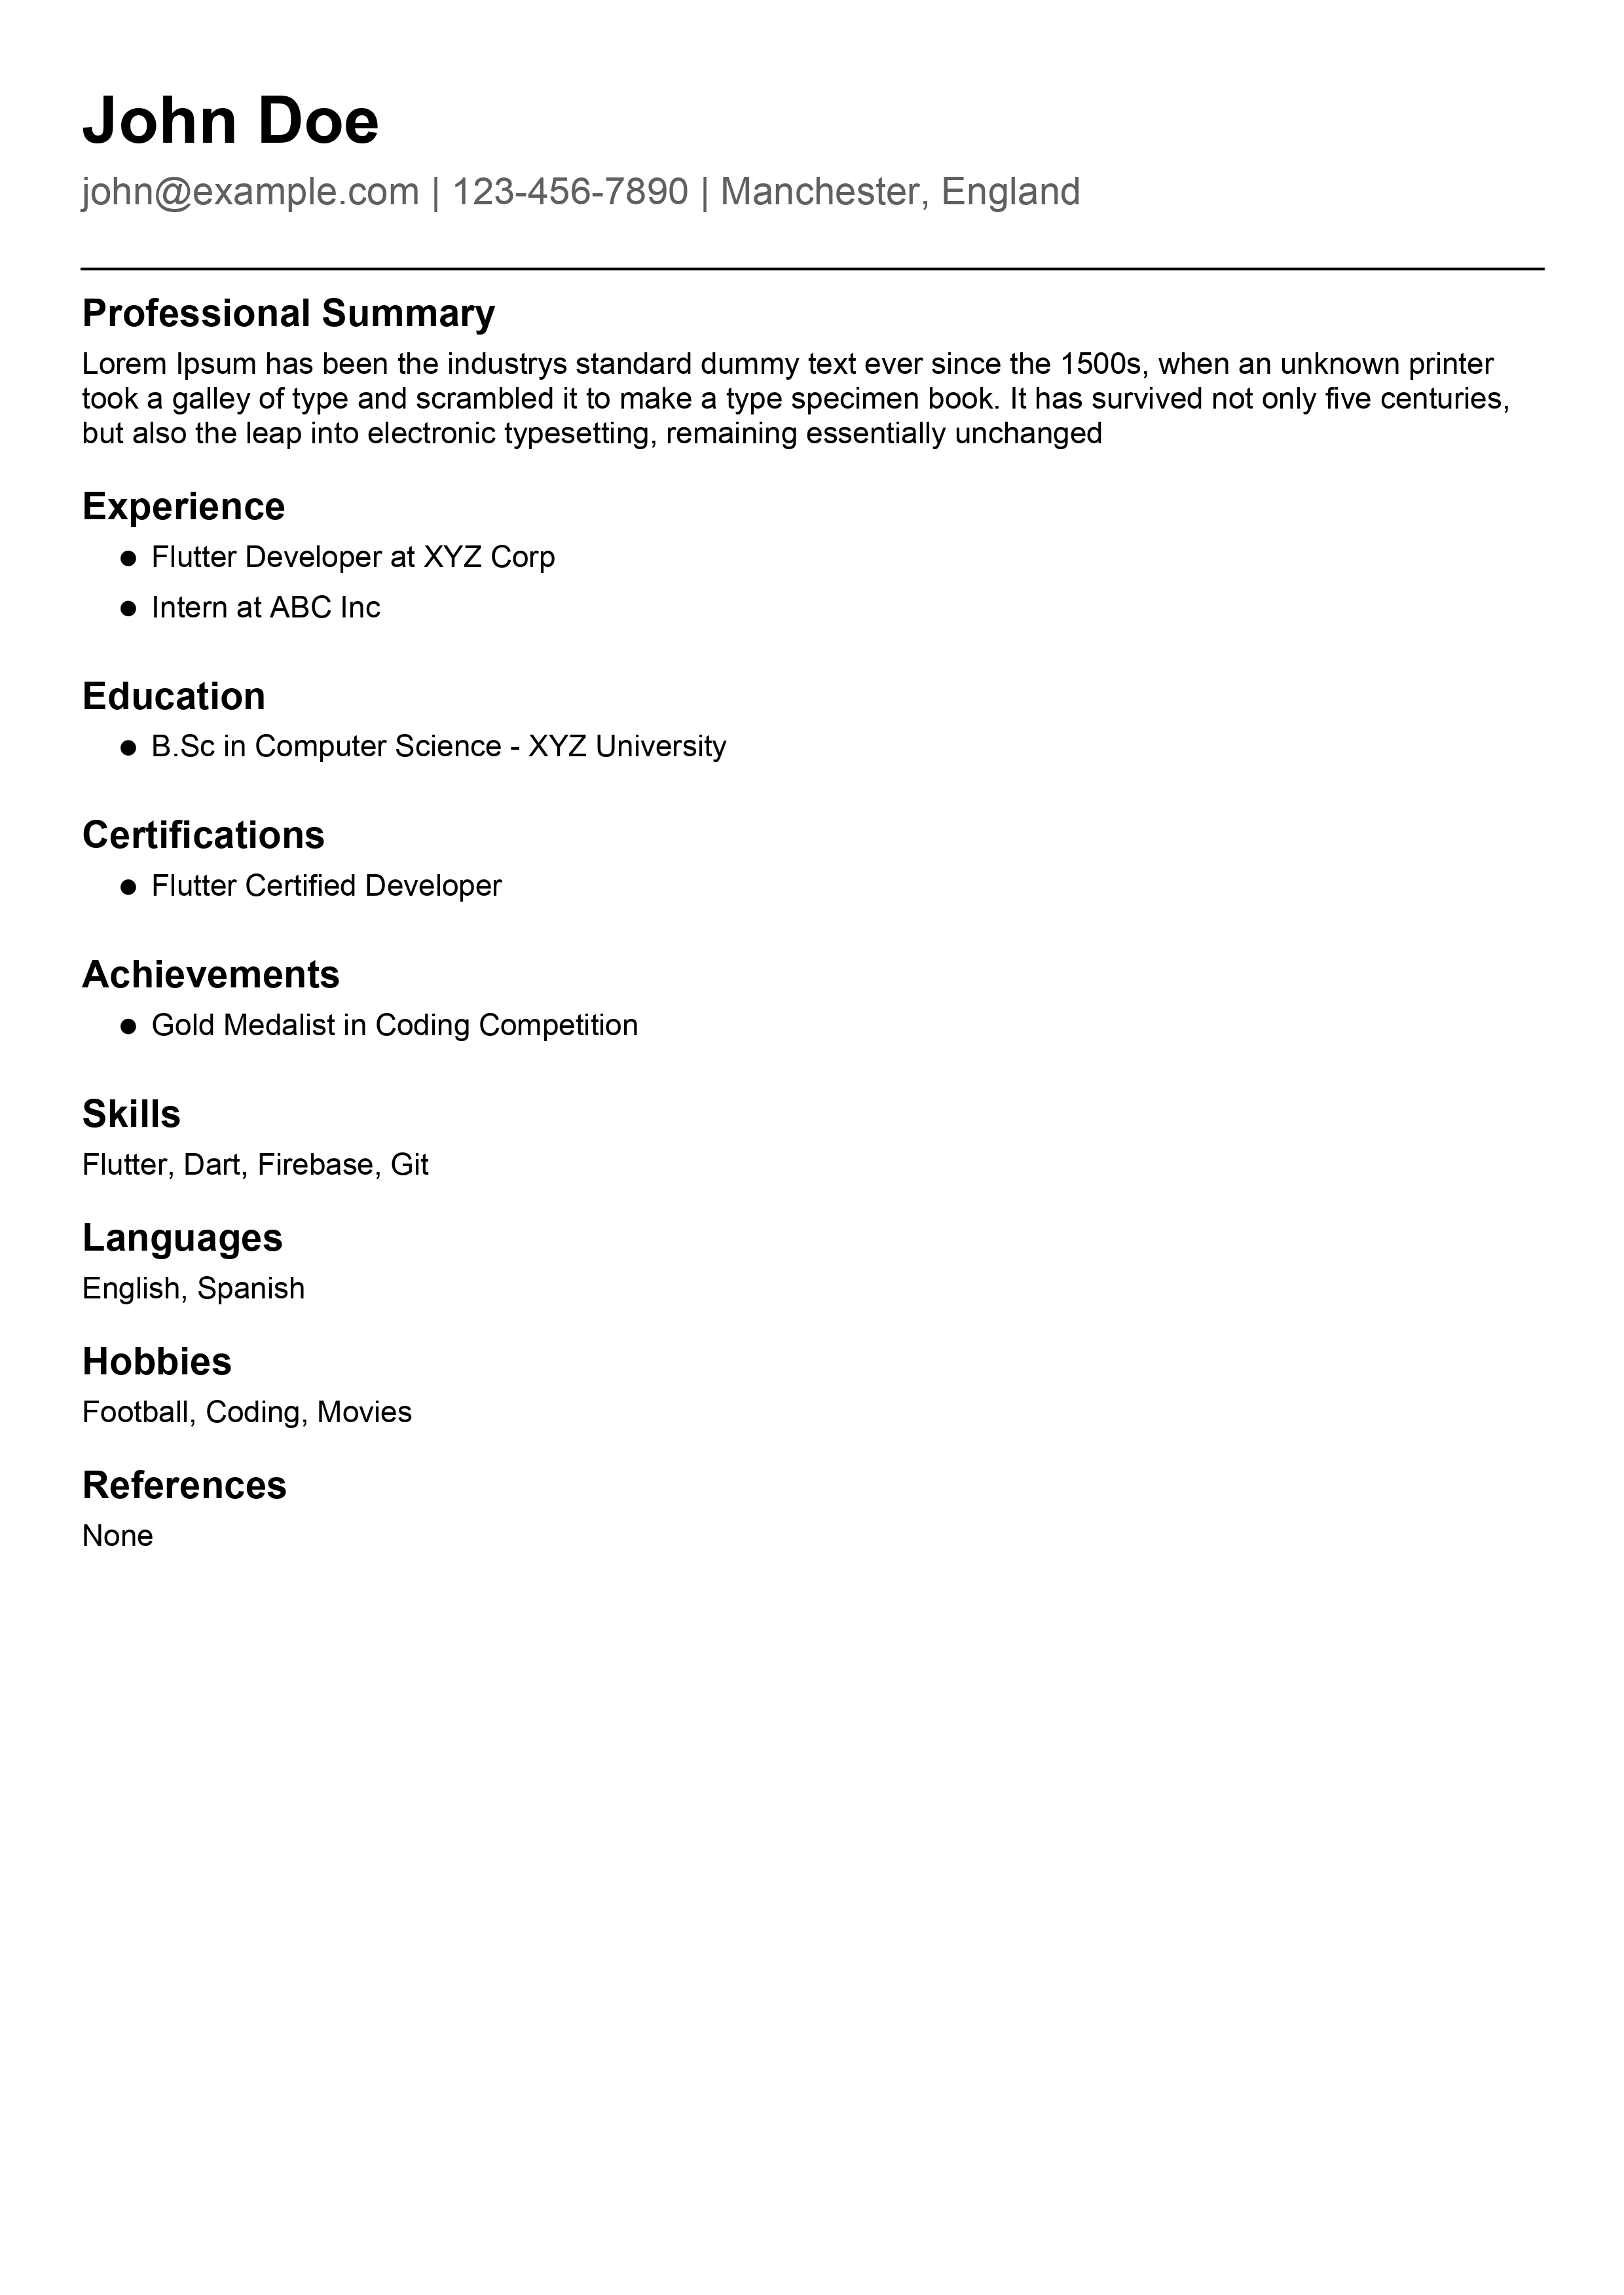 John Doe
john@example.com | 123-456-7890 | Manchester, England
Professional Summary
Lorem Ipsum has been the industrys standard dummy text ever since the 1500s, when an unknown printer
took a galley of type and scrambled it to make a type specimen book. It has survived not only five centuries,
but also the leap into electronic typesetting, remaining essentially unchanged
Experience
● Flutter Developer at XYZ Corp
● Intern at ABC Inc
Education
● B.Sc in Computer Science - XYZ University
Certifications
● Flutter Certified Developer
Achievements
● Gold Medalist in Coding Competition
Skills
Flutter, Dart, Firebase, Git
Languages
English, Spanish
Hobbies
Football, Coding, Movies
References
None